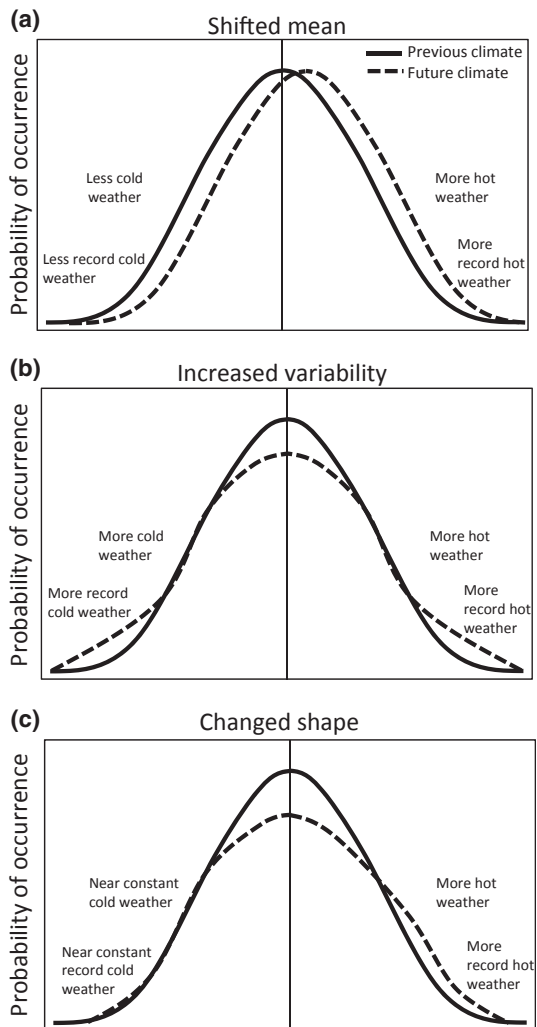 (a)
Shifted mean
Previous climate
Future climate
Probability of occurrence
Less cold
weather
More hot
weather
Less record cold
weather
More
record hot
weather
(b)
Increased variability
Probability of occurrence
More cold
weather
More hot
weather
More record
cold weather
More
record hot
weather
(c)
Changed shape
Probability of occurrence
Near constant
cold weather
More hot
weather
Near constant
record cold
weather
More
record hot
weather